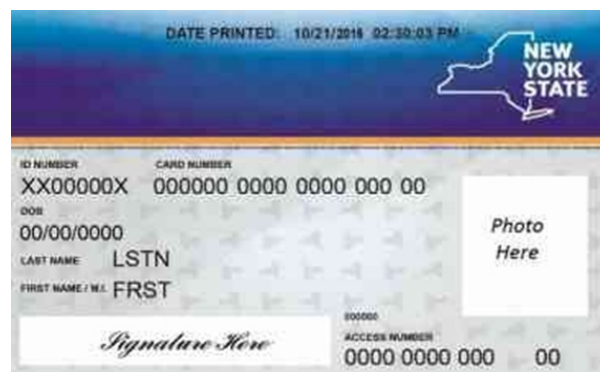 DATE PRINTED: 10/21/2016 02:30:03 PM
NEW
YORK
STATE
ID NUMBER
CARD NUMBER
XX00000X 000000 0000 0000 000 00
DOB
00/00/0000
LAST NAME LSTN
FIRST NAME / M.I. FRST
Photo
Here
Signature Here
000000
ACCESS NUMBER
0000 0000 000 00